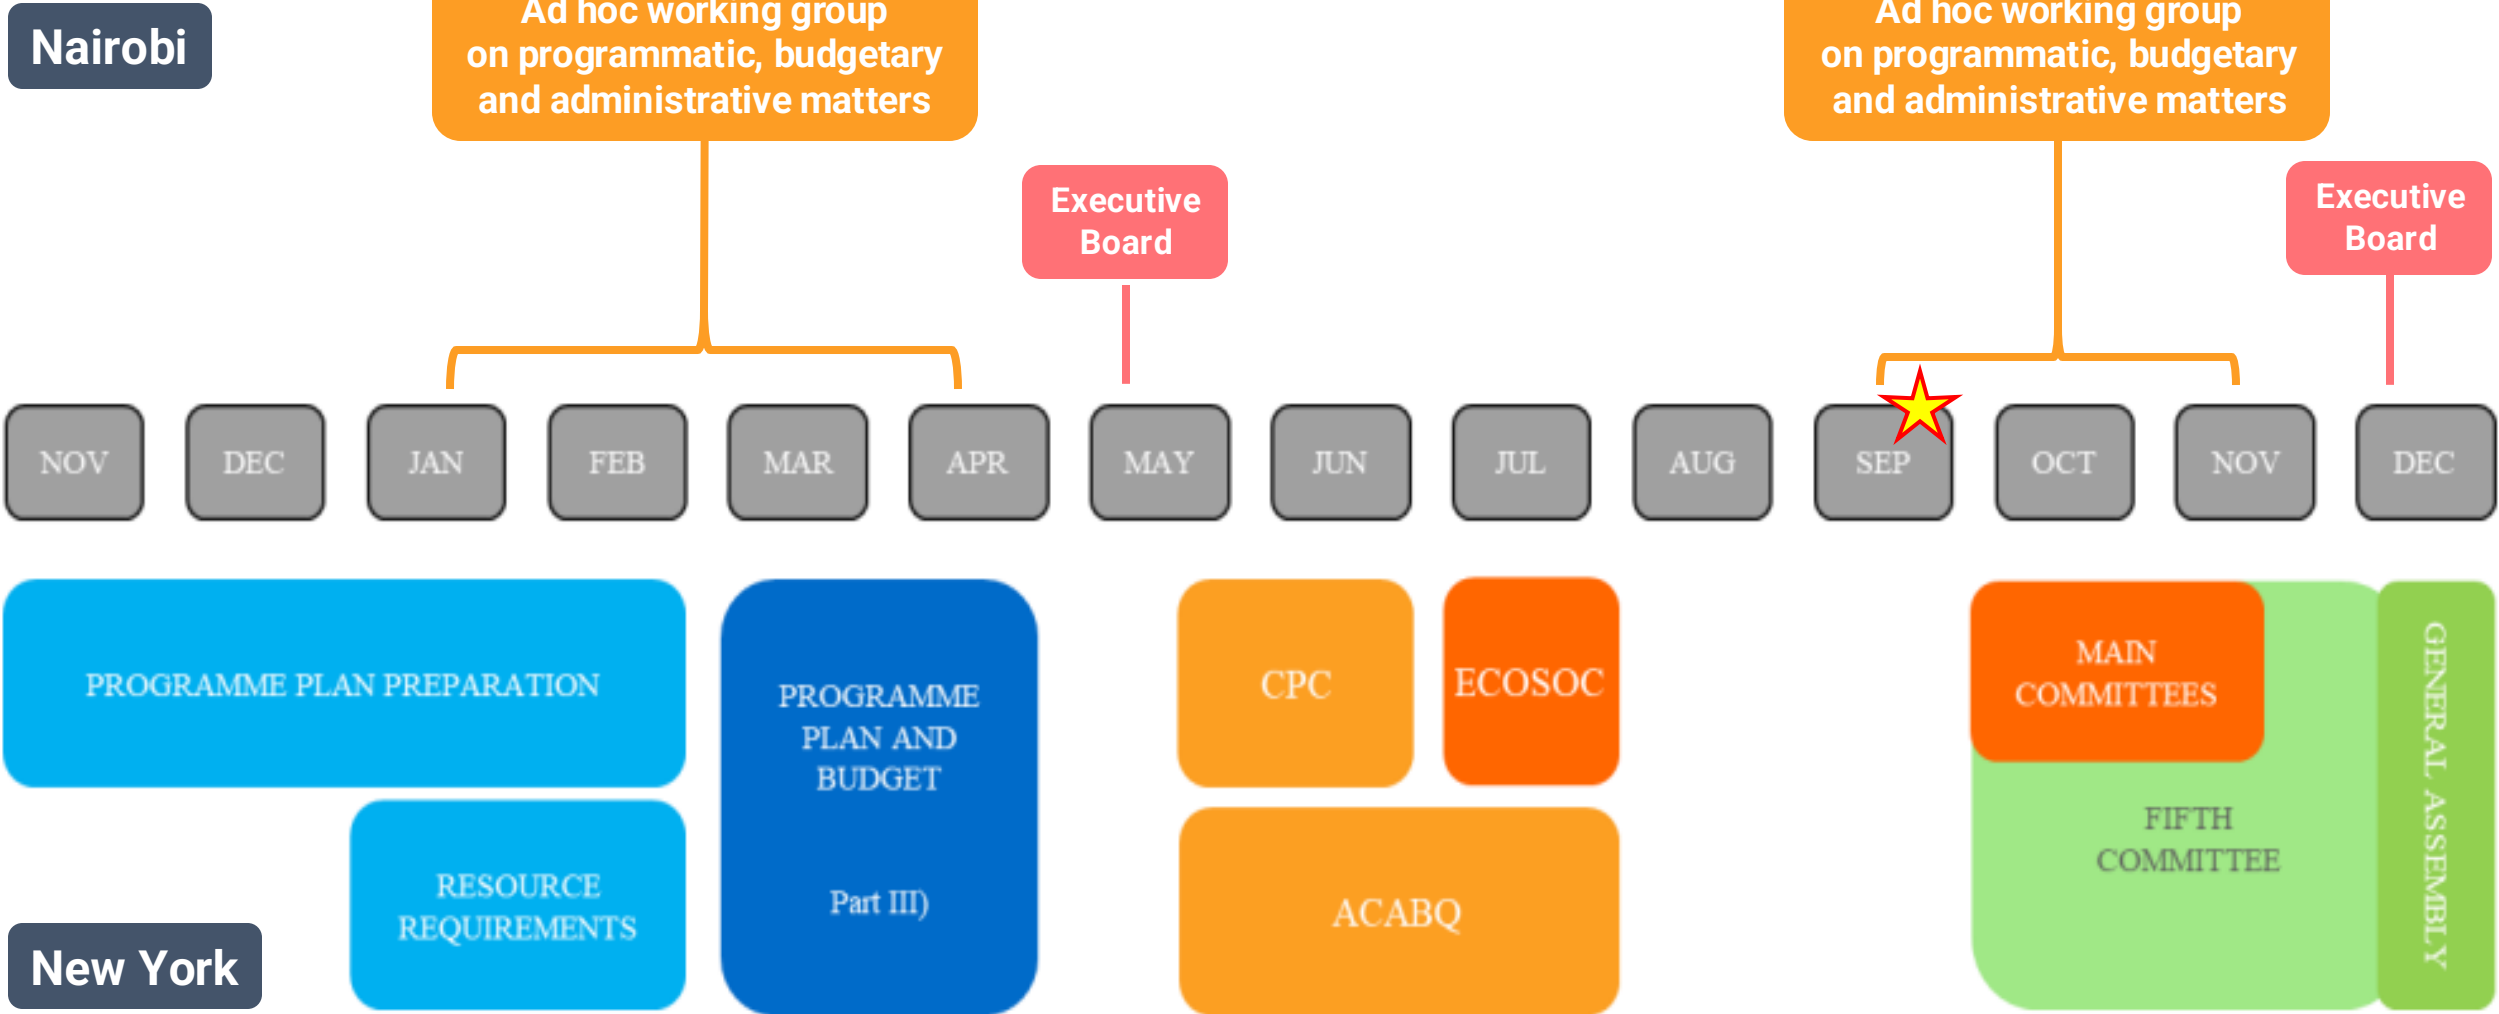 Nairobi
Ad hoc working group
on programmatic, budgetary
and administrative matters
Ad hoc working group
on programmatic, budgetary
and administrative matters
Executive
Board
Executive
Board
NOV
DEC
JAN
FEB
MAR
APR
MAY
JUN
JUL
AUG
SEP
OCT
NOV
DEC
PROGRAMME PLAN PREPARATION
RESOURCE
REQUIREMENTS
PROGRAMME
PLAN AND
BUDGET
Part III)
CPC
ECOSOC
ACABQ
MAIN
COMMITTEES
FIFTH
COMMITTEE
GENERAL ASSEMBLY
New York